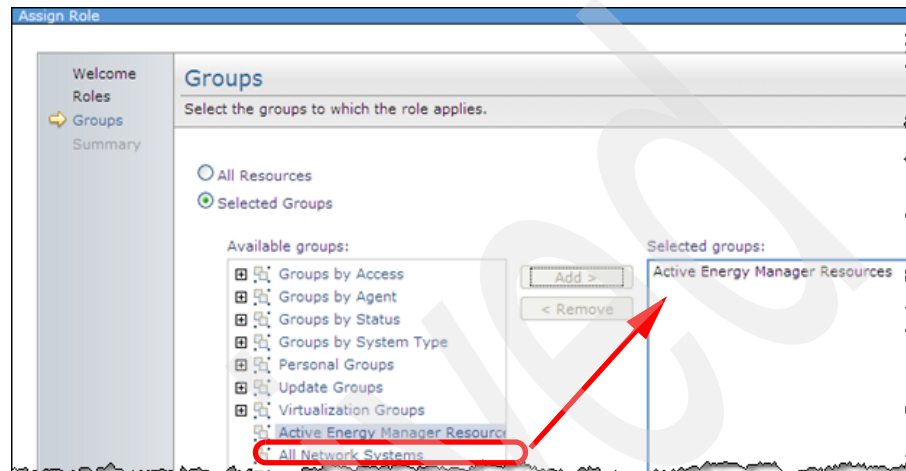 Assign Role
Welcome
Roles
Groups
Summary
Groups
Select the groups to which the role applies.
All Resources
Selected Groups
Available groups:
Groups by Access
Groups by Agent
Groups by Status
Groups by System Type
Personal Groups
Update Groups
Virtualization Groups
Active Energy Manager Resourc
All Network Systems
Add >
< Remove
Selected groups:
Active Energy Manager Resources